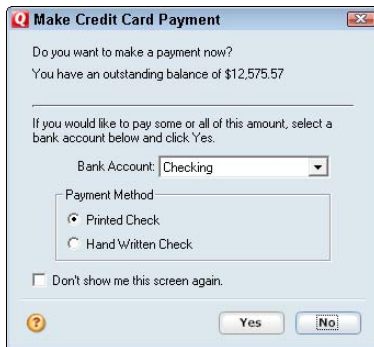 Q Make Credit Card Payment
Do you want to make a payment now?
You have an outstanding balance of $12,575.57
If you would like to pay some or all of this amount, select a
bank account below and click Yes.
Bank Account: Checking
Payment Method
Printed Check
Hand Written Check
Don't show me this screen again.
? Yes No